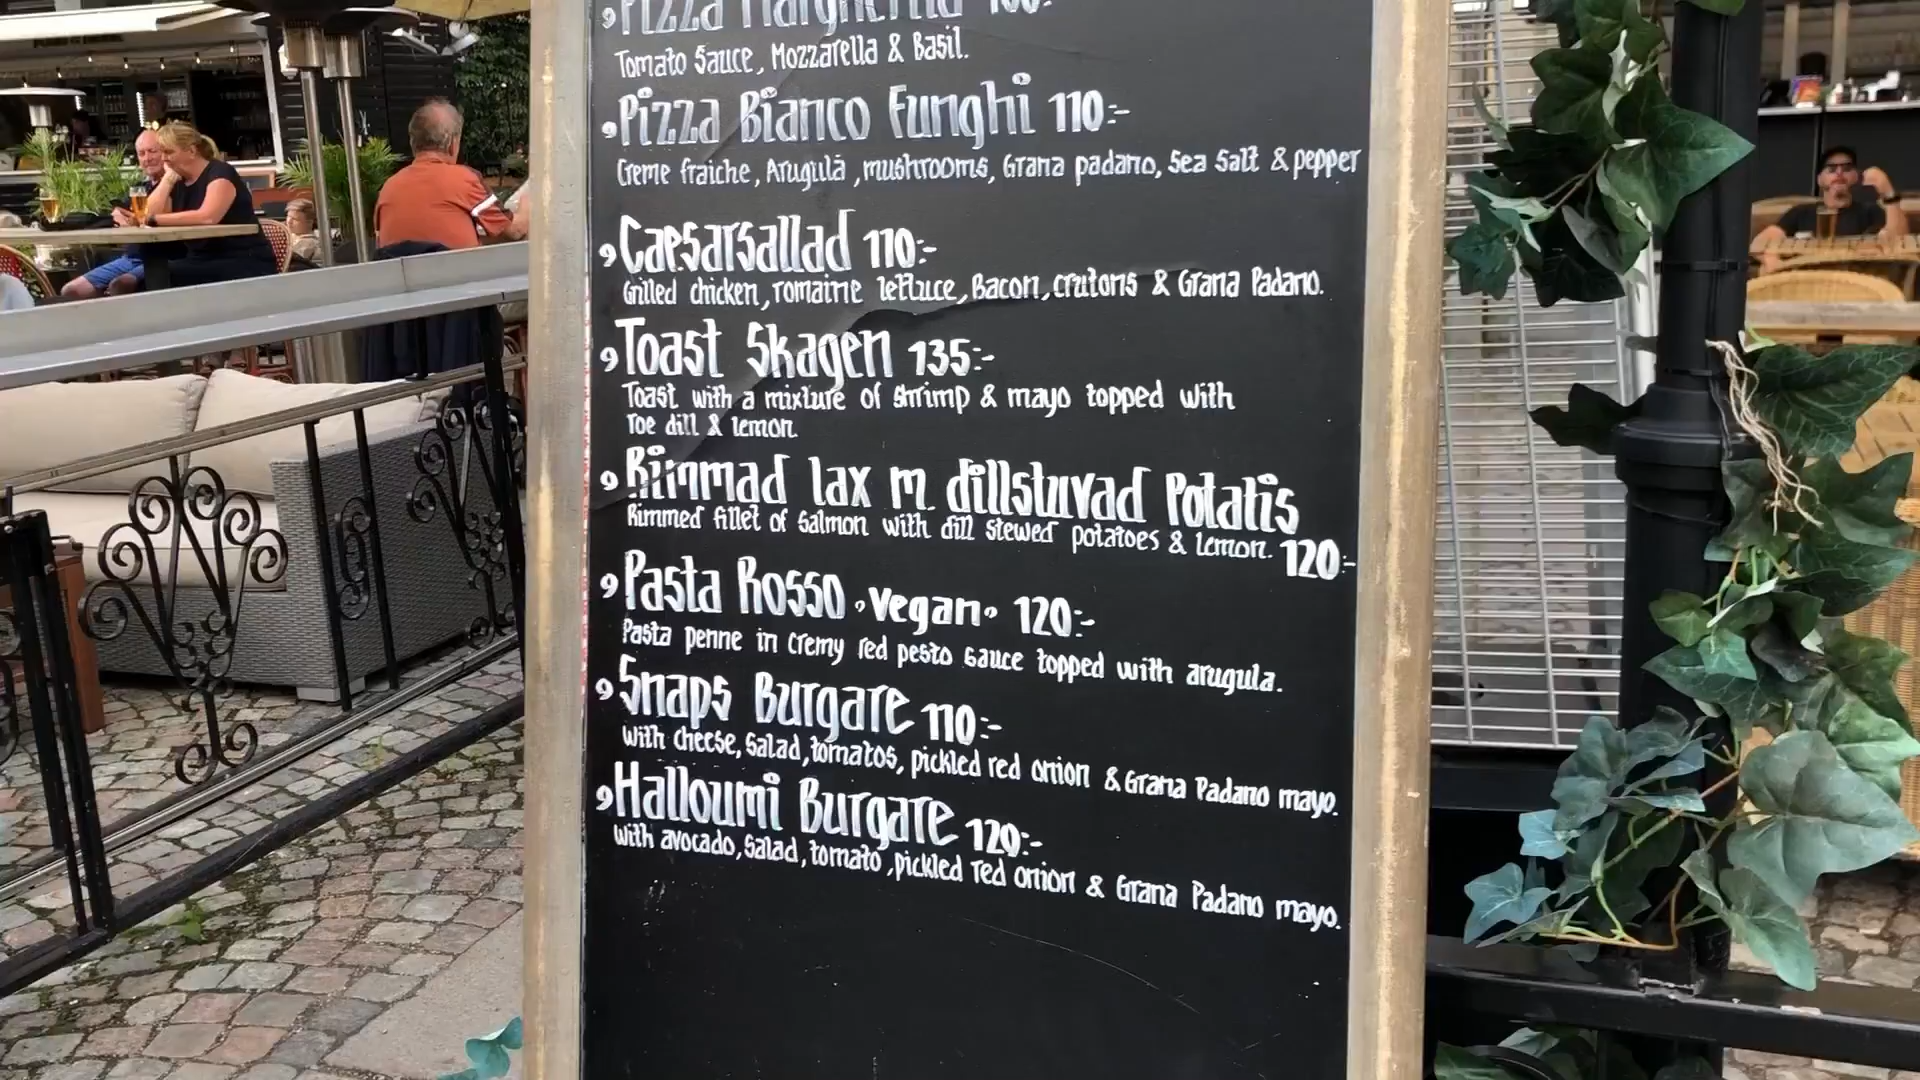 Pizza Margherita 100:-
Tomato Sauce, Mozzarella & Basil.
Pizza Bianco Funghi 110:-
Creme fraiche, Arugula, mushrooms, Grana padano, Sea Salt & pepper
Caesarsallad 110:-
Grilled chicken, romaine lettuce, Bacon, crutons & Grana Padano.
Toast Skagen 135:-
Toast with a mixture of shrimp & mayo topped with
roe dill & lemon.
Rimmad lax m. dillstuvad Potatis
Rimmed fillet of Salmon with dill stewed potatoes & lemon. 120:-
Pasta Rosso •Vegan• 120:-
Pasta penne in cremy red pesto sauce topped with arugula.
Snaps Burgare 110:-
With cheese, Salad, tomatos, pickled red onion & Grana Padano mayo.
Halloumi Burgare 120:-
With avocado, Salad, tomato, pickled red onion & Grana Padano mayo.